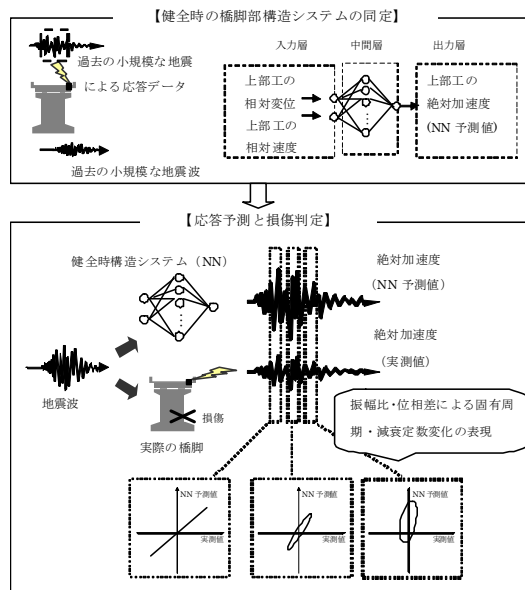 【健全時の橋脚部構造システムの同定】
過去の小規模な地震
による応答データ
過去の小規模な地震波
入力層
中間層
出力層
上部工の
相対変位
上部工の
相対速度
上部工の
絶対加速度
(NN 予測値)
【応答予測と損傷判定】
健全時構造システム（NN）
絶対加速度
（NN 予測値）
絶対加速度
(実測値)
地震波
損傷
実際の橋脚
振幅比・位相差による固有周
期・減衰定数変化の表現
NN 予測値
実測値
NN 予測値
実測値
NN 予測値
実測値